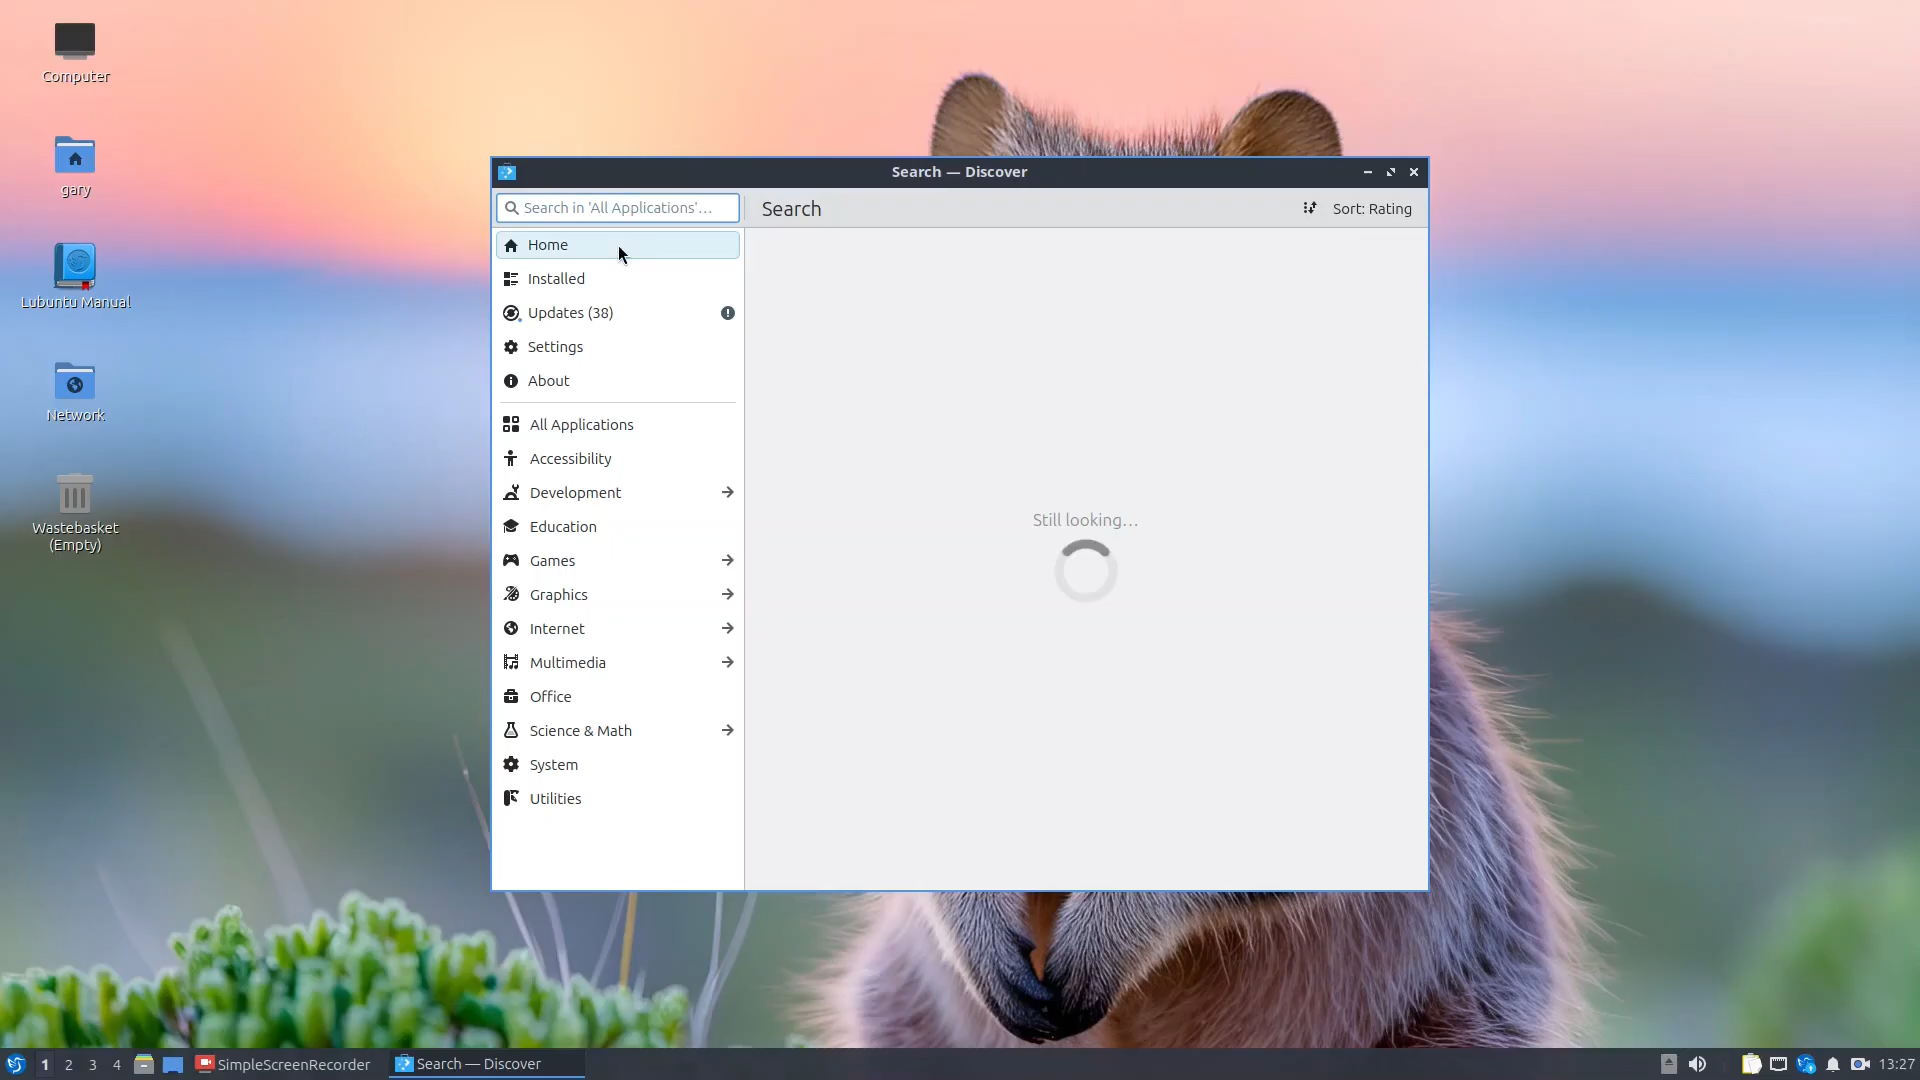 Computer
gary
Lubuntu Manual
Network
Wastebasket
(Empty)
Search — Discover
Search in 'All Applications'...
Search
Sort: Rating
Home
Installed
Updates (38)
Settings
About
All Applications
Accessibility
Development
Education
Games
Graphics
Internet
Multimedia
Office
Science & Math
System
Utilities
Still looking...
1 2 3 4 SimpleScreenRecorder Search — Discover 13:27